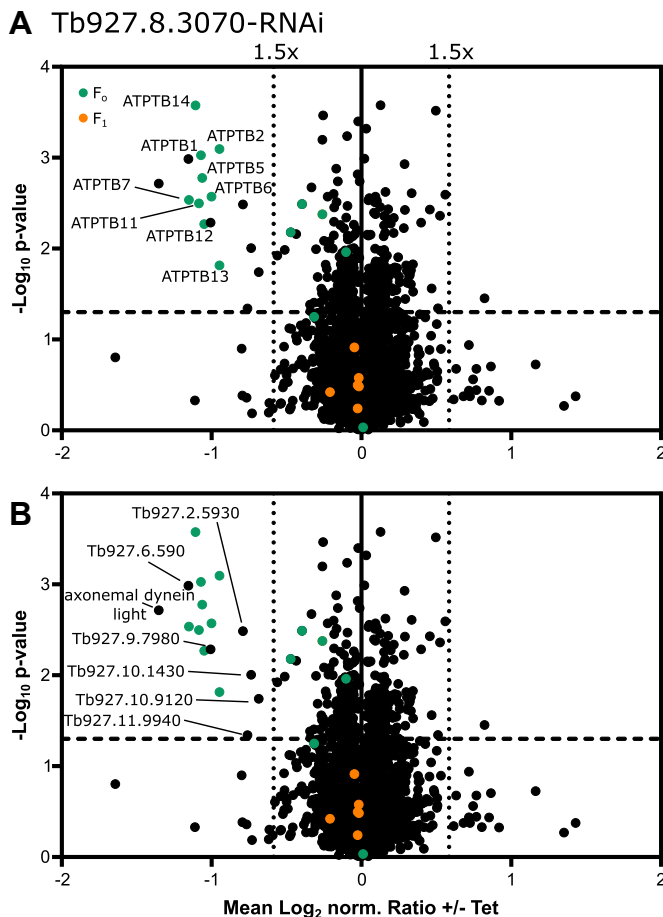 A Tb927.8.3070-RNAi
1.5x 1.5x
4
3
2
1
0
-Log10 p-value
Fo
F1
ATPTB14
ATPTB1 ATPTB2
ATPTB5
ATPTB7 ATPTB6
ATPTB11
ATPTB12
ATPTB13
-2 -1 0 1 2
B
4
3
2
1
0
-Log10 p-value
Tb927.2.5930
Tb927.6.590
axonemal dynein
light
Tb927.9.7980
Tb927.10.1430
Tb927.10.9120
Tb927.11.9940
-2 -1 0 1 2
Mean Log2 norm. Ratio +/- Tet